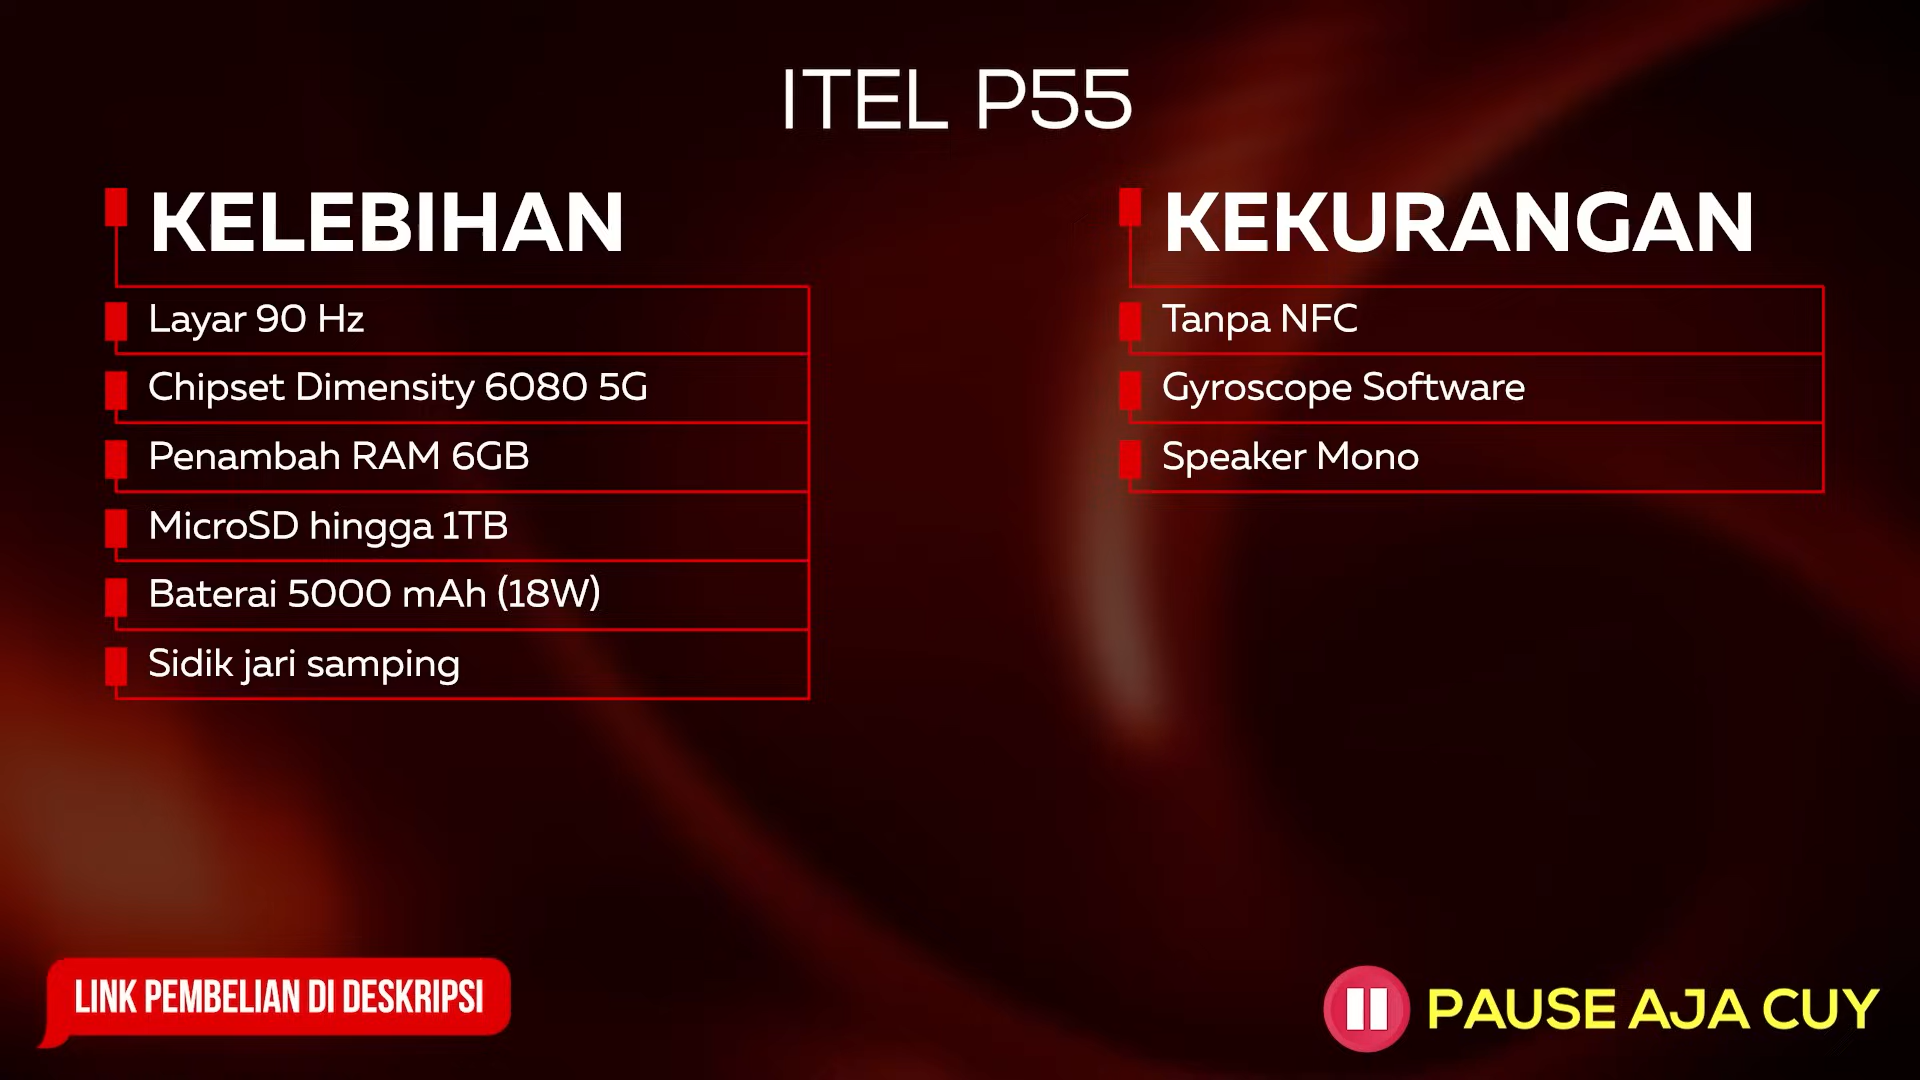 ITEL P55
KELEBIHAN
Layar 90 Hz
Chipset Dimensity 6080 5G
Penambah RAM 6GB
MicroSD hingga 1TB
Baterai 5000 mAh (18W)
Sidik jari samping
KEKURANGAN
Tanpa NFC
Gyroscope Software
Speaker Mono
LINK PEMBELIAN DI DESKRIPSI
PAUSE AJA CUY